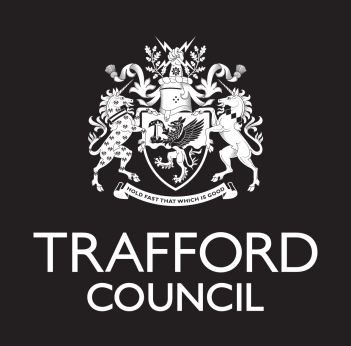 HOLD FAST THAT WHICH IS GOOD
TRAFFORD
COUNCIL